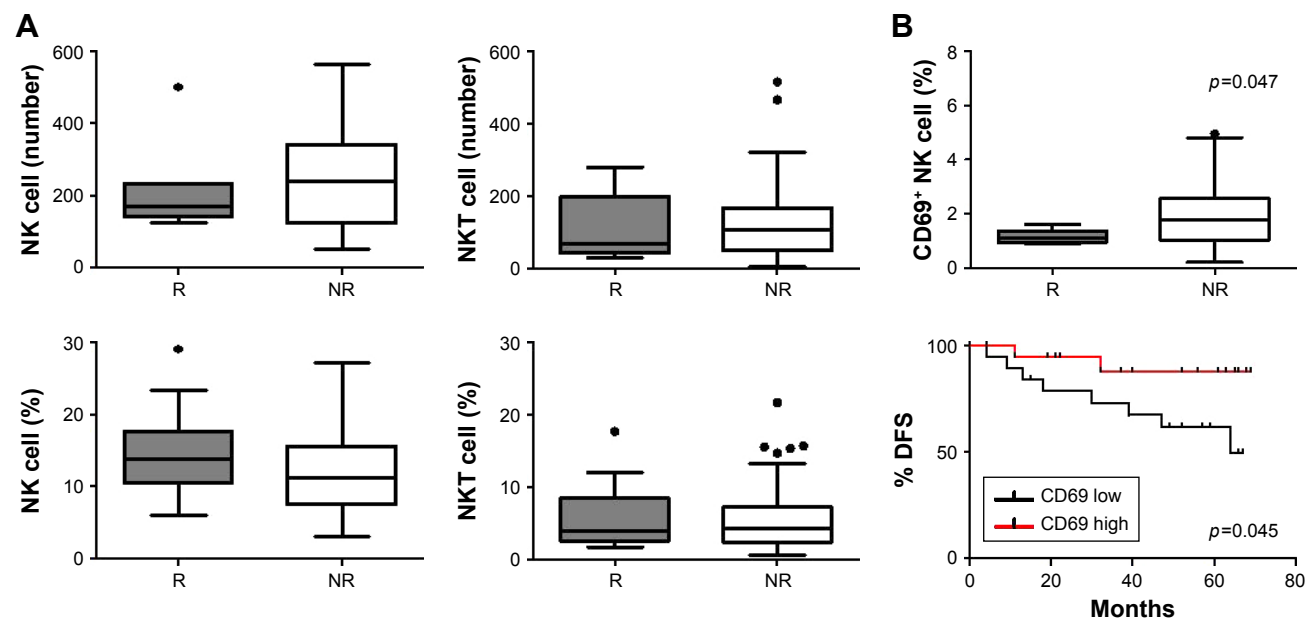 A
NK cell (number)
600
400
200
0
R
NR
NKT cell (number)
600
400
200
0
R
NR
B
CD69+ NK cell (%)
8
6
4
2
0
p=0.047
R
NR
NK cell (%)
30
20
10
0
R
NR
NKT cell (%)
30
20
10
0
R
NR
% DFS
100
50
0
CD69 low
CD69 high
p=0.045
0
20
40
60
80
Months